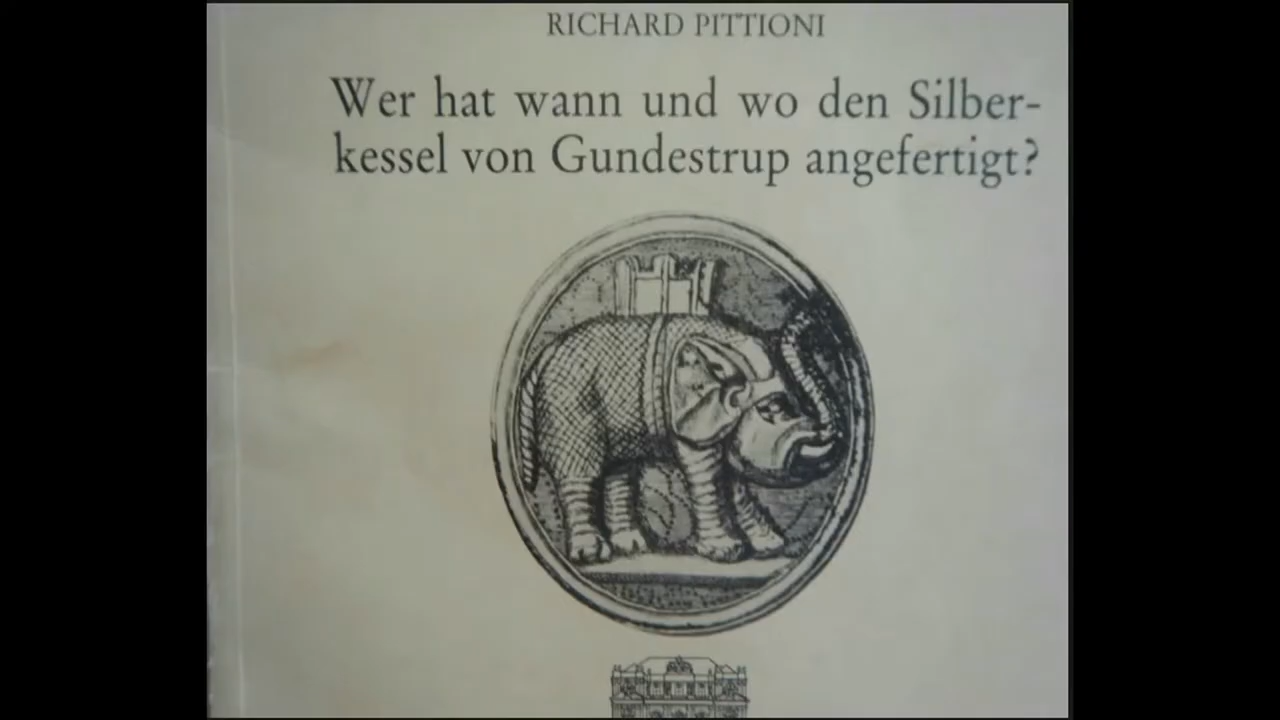 RICHARD PITTIONI
Wer hat wann und wo den Silber-
kessel von Gundestrup angefertigt?